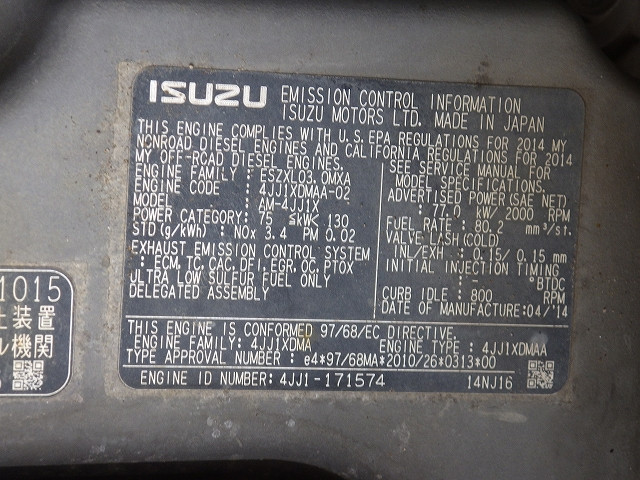 ISUZU EMISSION CONTROL INFORMATION
ISUZU MOTORS LTD. MADE IN JAPAN
THIS ENGINE COMPLIES WITH U.S.EPA REGULATIONS FOR 2014 MY
NONROAD DIESEL ENGINES AND CALIFORNIA REGULATIONS FOR 2014
MY OFF-ROAD DIESEL ENGINES.
ENGINE FAMILY : ESZXL03.0MXA
ENGINE CODE : 4JJ1XDMAA-02
MODEL : AM-4JJ1X
POWER CATEGORY: 75 ≦kW< 130
STD (g/kWh) : NOx 3.4 PM 0.02
EXHAUST EMISSION CONTROL SYSTEM
: ECM, TC, CAC, DFI, EGR, OC, PTOX
ULTRA LOW SULFUR FUEL ONLY
DELEGATED ASSEMBLY
SEE SERVICE MANUAL FOR
MODEL SPECIFICATIONS.
ADVERTISED POWER(SAE NET)
: 77.0 kW/ 2000 RPM
FUEL RATE : 80.2 mm³/st.
VALVE LASH(COLD)
INL/EXH : 0.15/ 0.15 mm
INITIAL INJECTION TIMING
: - °BTDC
CURB IDLE : 800 RPM
DATE OF MANUFACTURE:04/'14
THIS ENGINE IS CONFORMED 97/68/EC DIRECTIVE.
ENGINE FAMILY: 4JJ1XDMA ENGINE TYPE : 4JJ1XDMAA
TYPE APPROVAL NUMBER : e4*97/68MA*2010/26*0313*00
ENGINE ID NUMBER:4JJ1-171574 14NJ16
1015
装置
機関